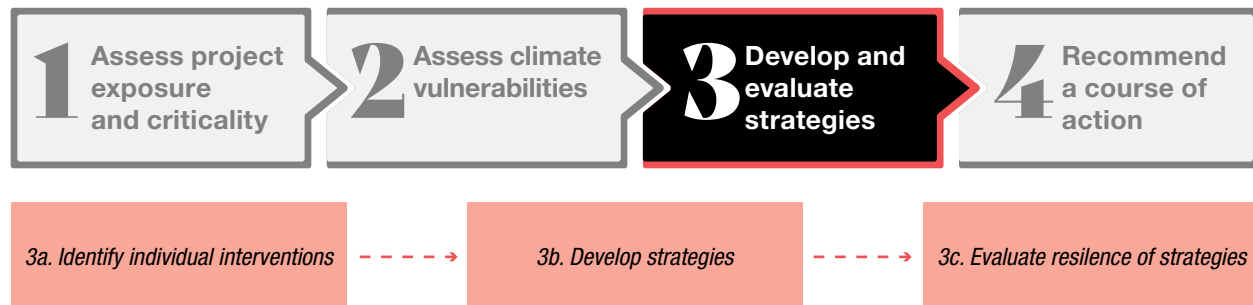 1 Assess project
exposure
and criticality
2 Assess climate
vulnerabilities
3 Develop and
evaluate
strategies
4 Recommend
a course of
action
3a. Identify individual interventions
3b. Develop strategies
3c. Evaluate resilence of strategies